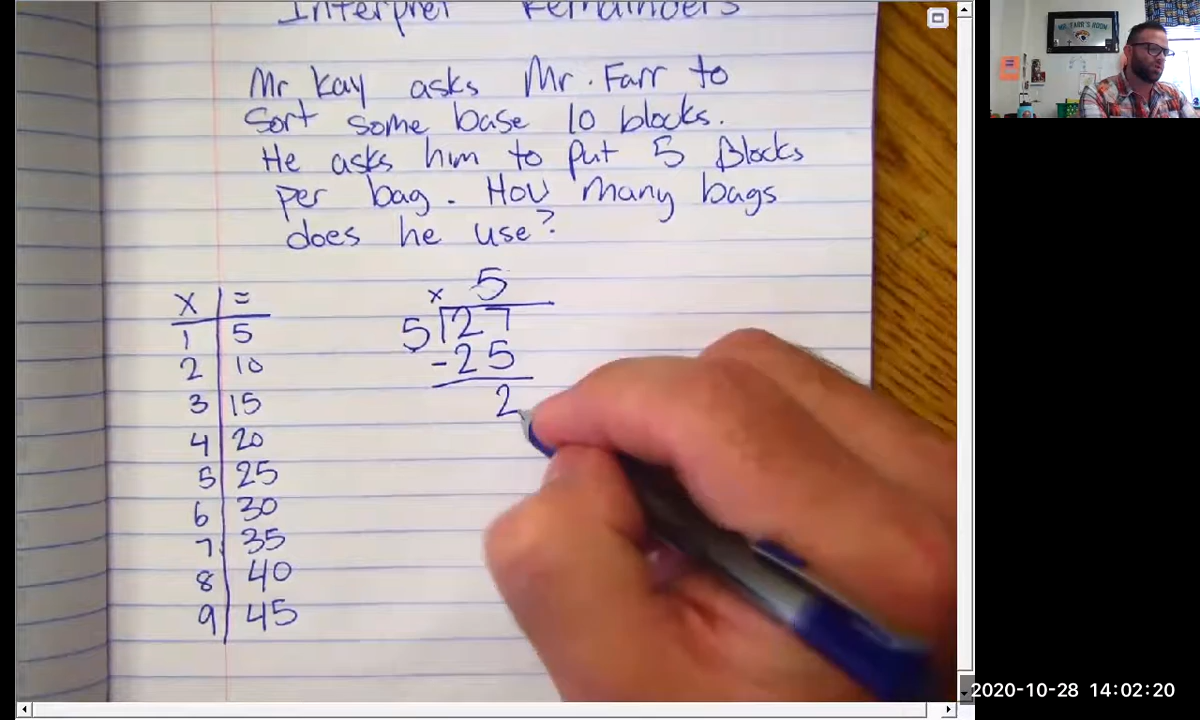 Interpret Remainders
Mr Kay asks Mr. Farr to
Sort some base 10 blocks.
He asks him to Put 5 Blocks
per bag. How many bags
does he use?
x | =
1 | 5
2 | 10
3 | 15
4 | 20
5 | 25
6 | 30
7 | 35
8 | 40
9 | 45
x 5
5 27
-25
2
MR. FARR'S ROOM
2020-10-28 14:02:20